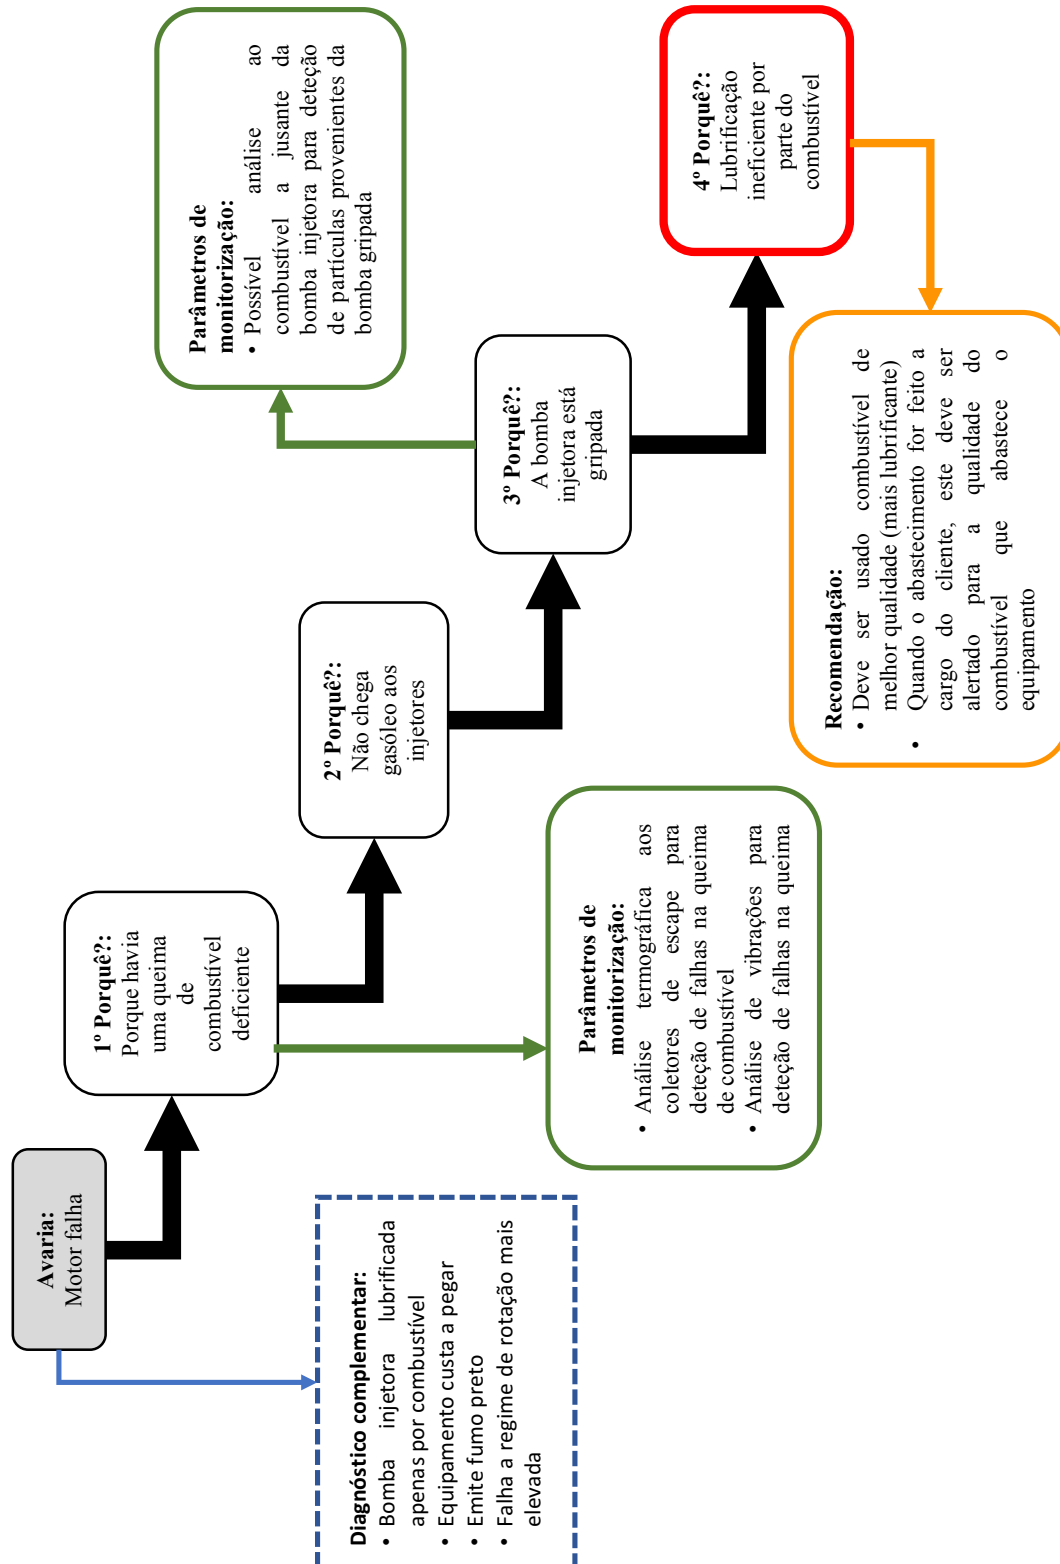 Avaria:
Motor falha
Diagnóstico complementar:
• Bomba injetora lubrificada
apenas por combustível
• Equipamento custa a pegar
• Emite fumo preto
• Falha a regime de rotação mais
elevada
1º Porquê?:
Porque havia
uma queima
de
combustível
deficiente
Parâmetros de
monitorização:
• Análise termográfica aos
coletores de escape para
deteção de falhas na queima
de combustível
• Análise de vibrações para
deteção de falhas na queima
2º Porquê?:
Não chega
gasóleo aos
injetores
3º Porquê?:
A bomba
injetora está
gripada
Parâmetros de
monitorização:
• Possível análise ao
combustível a jusante da
bomba injetora para deteção
de partículas provenientes da
bomba gripada
4º Porquê?:
Lubrificação
ineficiente por
parte do
combustível
Recomendação:
• Deve ser usado combustível de
melhor qualidade (mais lubrificante)
• Quando o abastecimento for feito a
cargo do cliente, este deve ser
alertado para a qualidade do
combustível que abastece o
equipamento